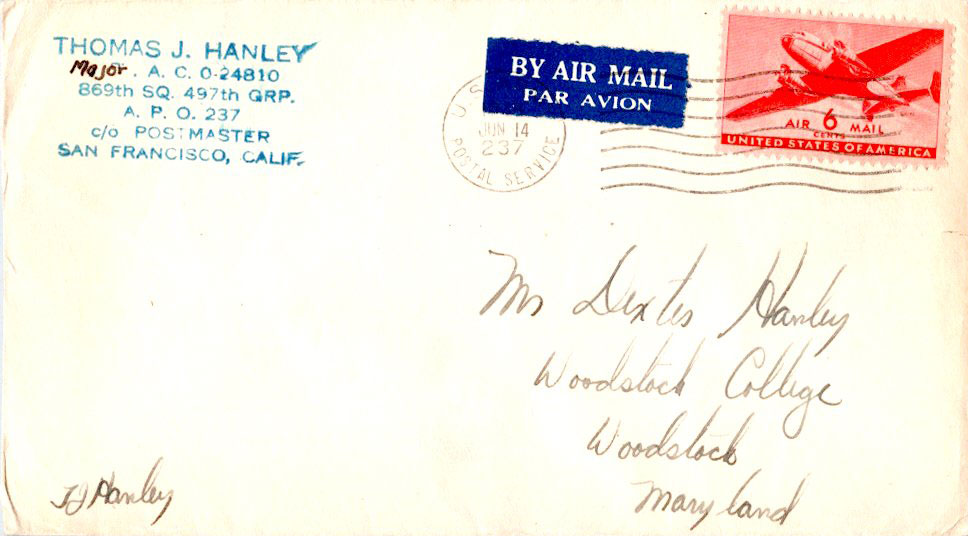 THOMAS J. HANLEY
Major. A. C. O-24810
869th SQ. 497th GRP.
A. P. O. 237
c/o POSTMASTER
SAN FRANCISCO, CALIF.
BY AIR MAIL
PAR AVION
U S
JUN 14
237
POSTAL SERVICE
AIR 6 MAIL
CENTS
UNITED STATES OF AMERICA
Mr Dexter Hanley
Woodstock College
Woodstock
Maryland
TJ Hanley